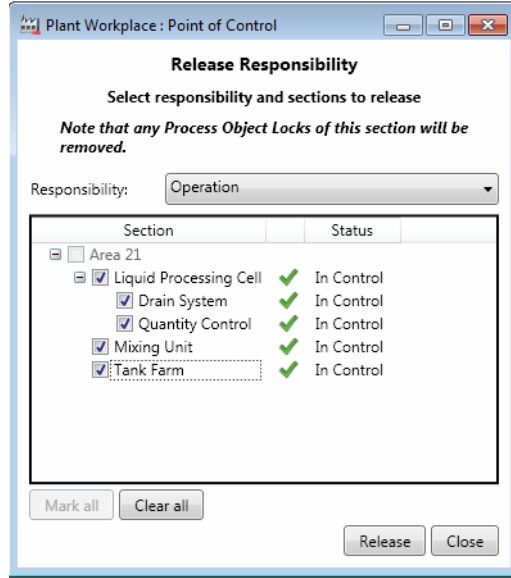 Plant Workplace : Point of Control
Release Responsibility
Select responsibility and sections to release
Note that any Process Object Locks of this section will be
removed.
Responsibility: Operation
Section Status
Area 21
Liquid Processing Cell In Control
Drain System In Control
Quantity Control In Control
Mixing Unit In Control
Tank Farm In Control
Mark all Clear all
Release Close